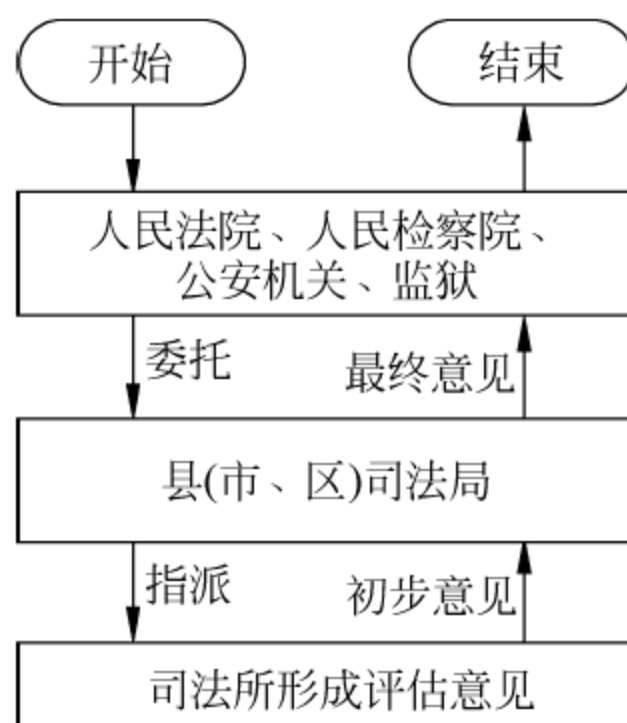 开始
结束
人民法院、人民检察院、
公安机关、监狱
委托
最终意见
县(市、区)司法局
指派
初步意见
司法所形成评估意见